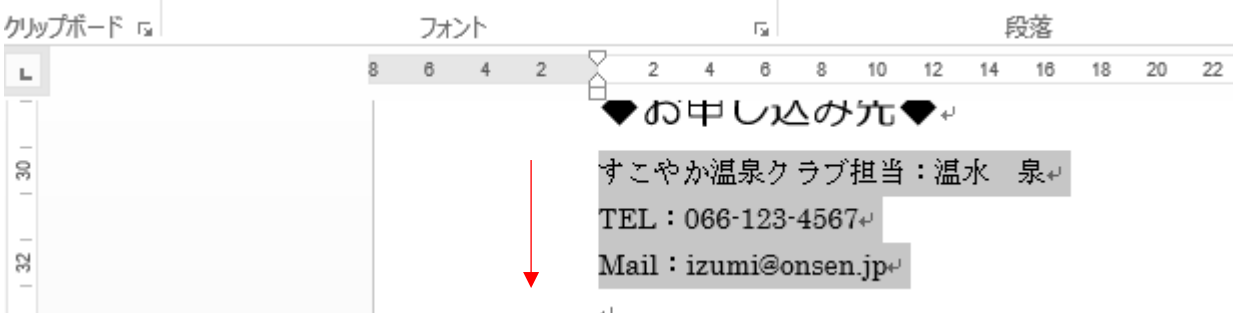 クリップボード フォント 段落
L 8 6 4 2 2 4 6 8 10 12 14 16 18 20 22
◆お申し込み先◆
30
すこやか温泉クラブ担当：温水　泉
TEL：066-123-4567
32
Mail：izumi@onsen.jp